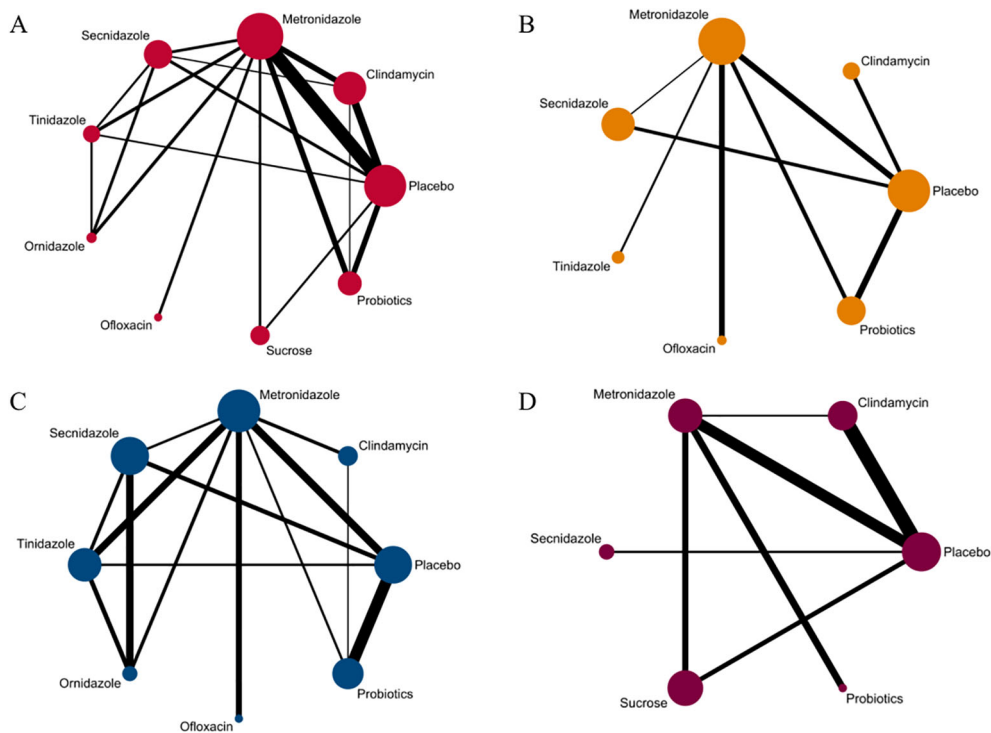 A
Metronidazole
Secnidazole
Clindamycin
Tinidazole
Placebo
Ornidazole
Probiotics
Ofloxacin
Sucrose
B
Metronidazole
Clindamycin
Secnidazole
Placebo
Tinidazole
Probiotics
Ofloxacin
C
Metronidazole
Secnidazole
Clindamycin
Tinidazole
Placebo
Ornidazole
Probiotics
Ofloxacin
D
Metronidazole
Clindamycin
Secnidazole
Placebo
Sucrose
Probiotics